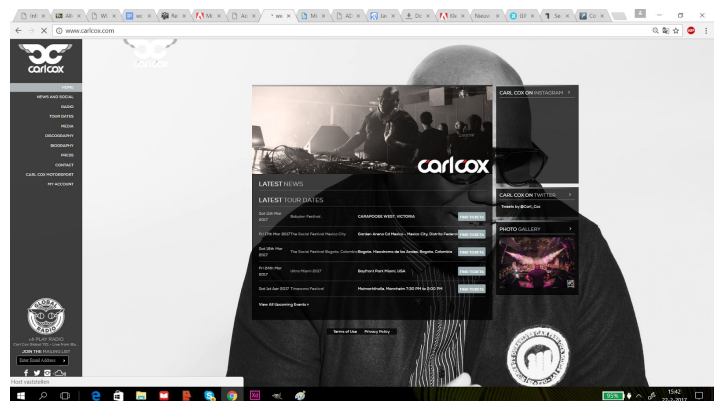 www.carlcox.com
carlcox
carlcox
HOME
NEWS AND SOCIAL
RADIO
TOUR DATES
MEDIA
DISCOGRAPHY
BIOGRAPHY
PRESS
CONTACT
CARL COX MOTORSPORT
MY ACCOUNT
GLOBAL
RADIO
PLAY RADIO
JOIN THE MAILING LIST
Enter Email Address
Host vaststellen
carlcox
LATEST NEWS
LATEST TOUR DATES
Sat 11th Mar 2017 Babylon Festival CARAPOOEE WEST, VICTORIA FIND TICKETS
Fri 17th Mar 2017 The Social Festival Mexico City Garden Arena Cd Mexico - Mexico City, Distrito Federal FIND TICKETS
Sat 18th Mar 2017 The Social Festival Bogota, Colombia Bogota, Hipodromo de los Andes, Bogota, Colombia FIND TICKETS
Fri 24th Mar 2017 Ultra Miami 2017 Bayfront Park Miami, USA FIND TICKETS
Sat 1st Apr 2017 Timewarp Festival Maimarkthalle, Mannheim 7:30 PM to 2:00 PM FIND TICKETS
View All Upcoming Events >
Terms of Use Privacy Policy
CARL COX ON INSTAGRAM >
CARL COX ON TWITTER >
Tweets by @Carl_Cox
PHOTO GALLERY >
95%
15:42
22-2-2017